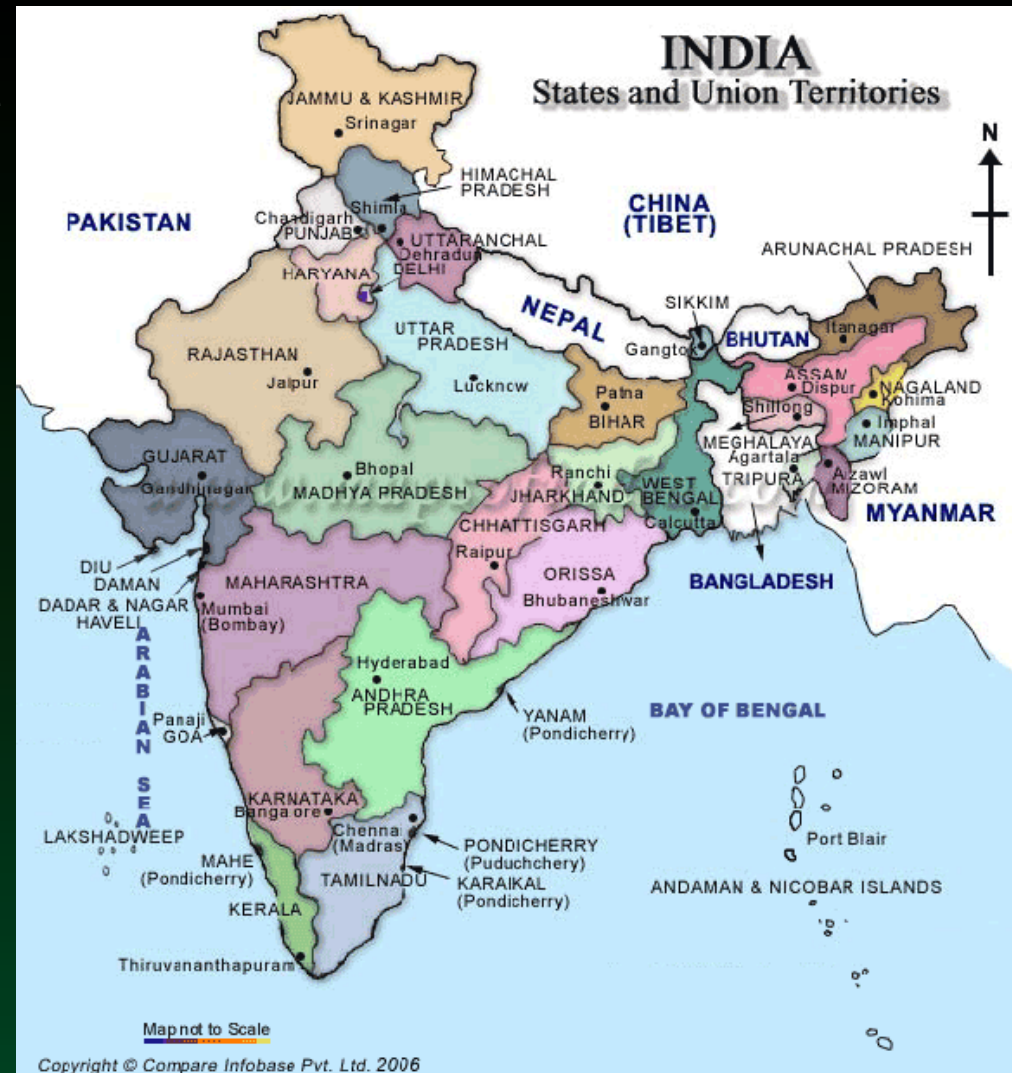 INDIA
States and Union Territories
N
JAMMU & KASHMIR
Srinagar
HIMACHAL
PRADESH
PAKISTAN
CHINA
(TIBET)
Shimla
Chandigarh
PUNJAB
UTTARANCHAL
Dehradun
DELHI
ARUNACHAL PRADESH
HARYANA
SIKKIM
NEPAL
BHUTAN
Itanagar
UTTAR
PRADESH
Gangtok
RAJASTHAN
Jaipur
Lucknow
ASSAM
Dispur
NAGALAND
Kohima
Patna
BIHAR
Shillong
Imphal
MANIPUR
MEGHALAYA
Agartala
TRIPURA
GUJARAT
Gandhinagar
Bhopal
MADHYA PRADESH
Ranchi
JHARKHAND
WEST
BENGAL
Calcutta
Aizawl
MIZORAM
MYANMAR
CHHATTISGARH
Raipur
DIU
DAMAN
DADAR & NAGAR
HAVELI
MAHARASHTRA
Mumbai
(Bombay)
ORISSA
Bhubaneshwar
BANGLADESH
ARABIAN SEA
Hyderabad
ANDHRA
PRADESH
YANAM
(Pondicherry)
BAY OF BENGAL
Panaji
GOA
KARNATAKA
Bangalore
LAKSHADWEEP
Chennai
(Madras)
PONDICHERRY
(Puduchchery)
Port Blair
MAHE
(Pondicherry)
TAMILNADU
KARAIKAL
(Pondicherry)
ANDAMAN & NICOBAR ISLANDS
KERALA
Thiruvananthapuram
Map not to Scale
Copyright © Compare Infobase Pvt. Ltd. 2006